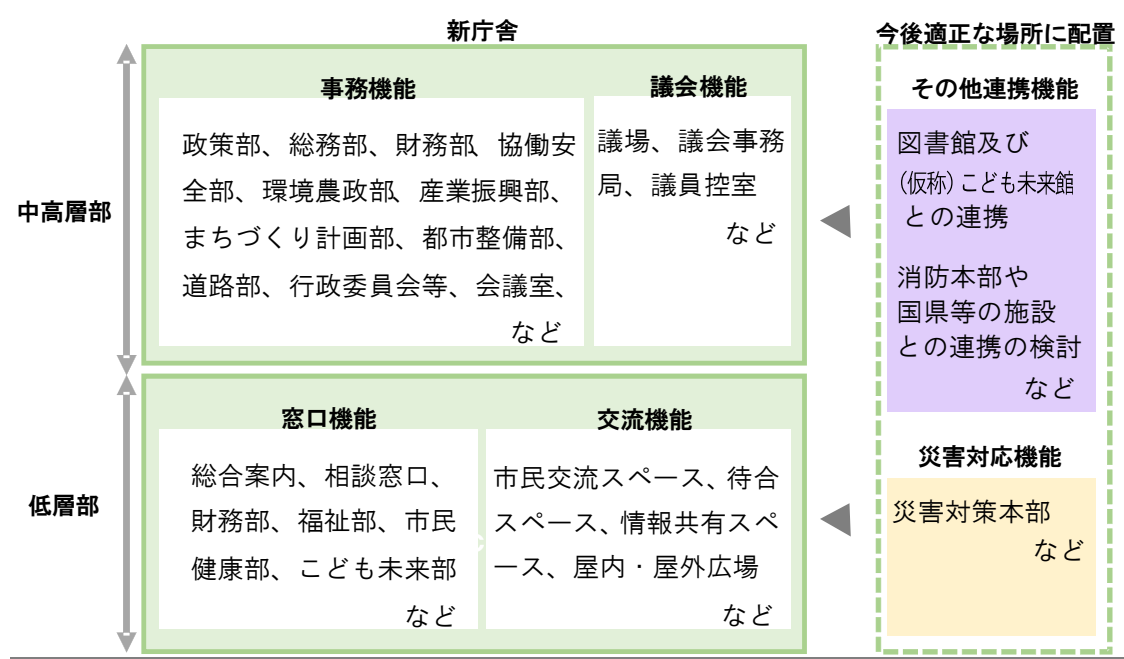 新庁舎
中高層部
事務機能
政策部、総務部、財務部、協働安
全部、環境農政部、産業振興部、
まちづくり計画部、都市整備部、
道路部、行政委員会等、会議室、
など
議会機能
議場、議会事務
局、議員控室
など
低層部
窓口機能
総合案内、相談窓口、
財務部、福祉部、市民
健康部、こども未来部
など
交流機能
市民交流スペース、待合
スペース、情報共有スペ
ース、屋内・屋外広場
など
今後適正な場所に配置
その他連携機能
図書館及び
(仮称)こども未来館
との連携
消防本部や
国県等の施設
との連携の検討
など
災害対応機能
災害対策本部
など